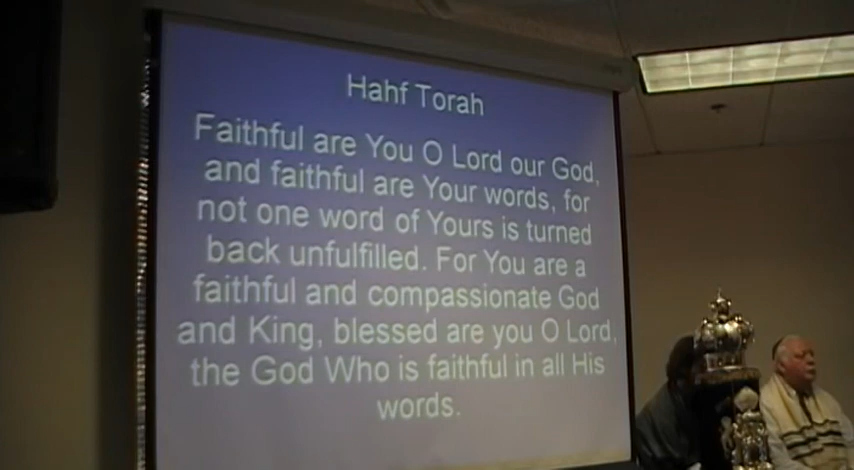 Hahf Torah
Faithful are You O Lord our God,
and faithful are Your words, for
not one word of Yours is turned
back unfulfilled. For You are a
faithful and compassionate God
and King, blessed are you O Lord,
the God Who is faithful in all His
words.